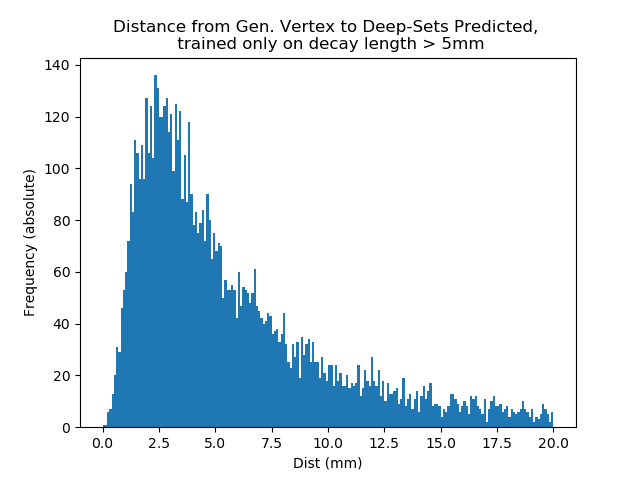 Distance from Gen. Vertex to Deep-Sets Predicted,
trained only on decay length > 5mm
140
120
100
80
60
40
20
0
Frequency (absolute)
0.0 2.5 5.0 7.5 10.0 12.5 15.0 17.5 20.0
Dist (mm)